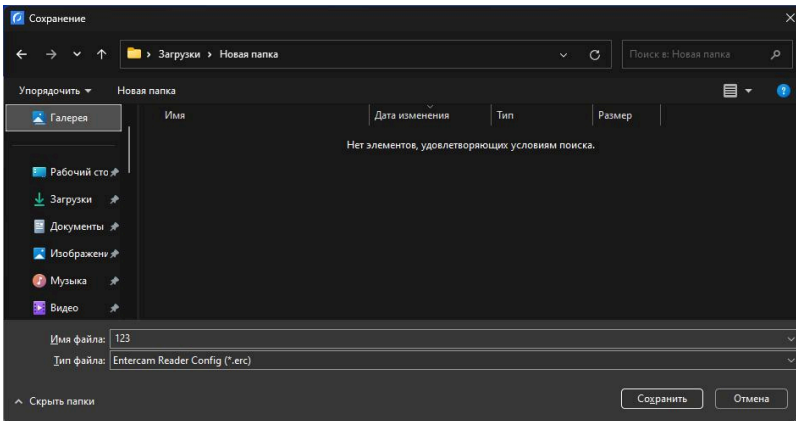 Сохранение
Загрузки › Новая папка
Поиск в: Новая папка
Упорядочить Новая папка
Галерея
Имя Дата изменения Тип Размер
Нет элементов, удовлетворяющих условиям поиска.
Рабочий сто
Загрузки
Документы
Изображени
Музыка
Видео
Имя файла: 123
Тип файла: Entercam Reader Config (*.erc)
Скрыть папки Сохранить Отмена